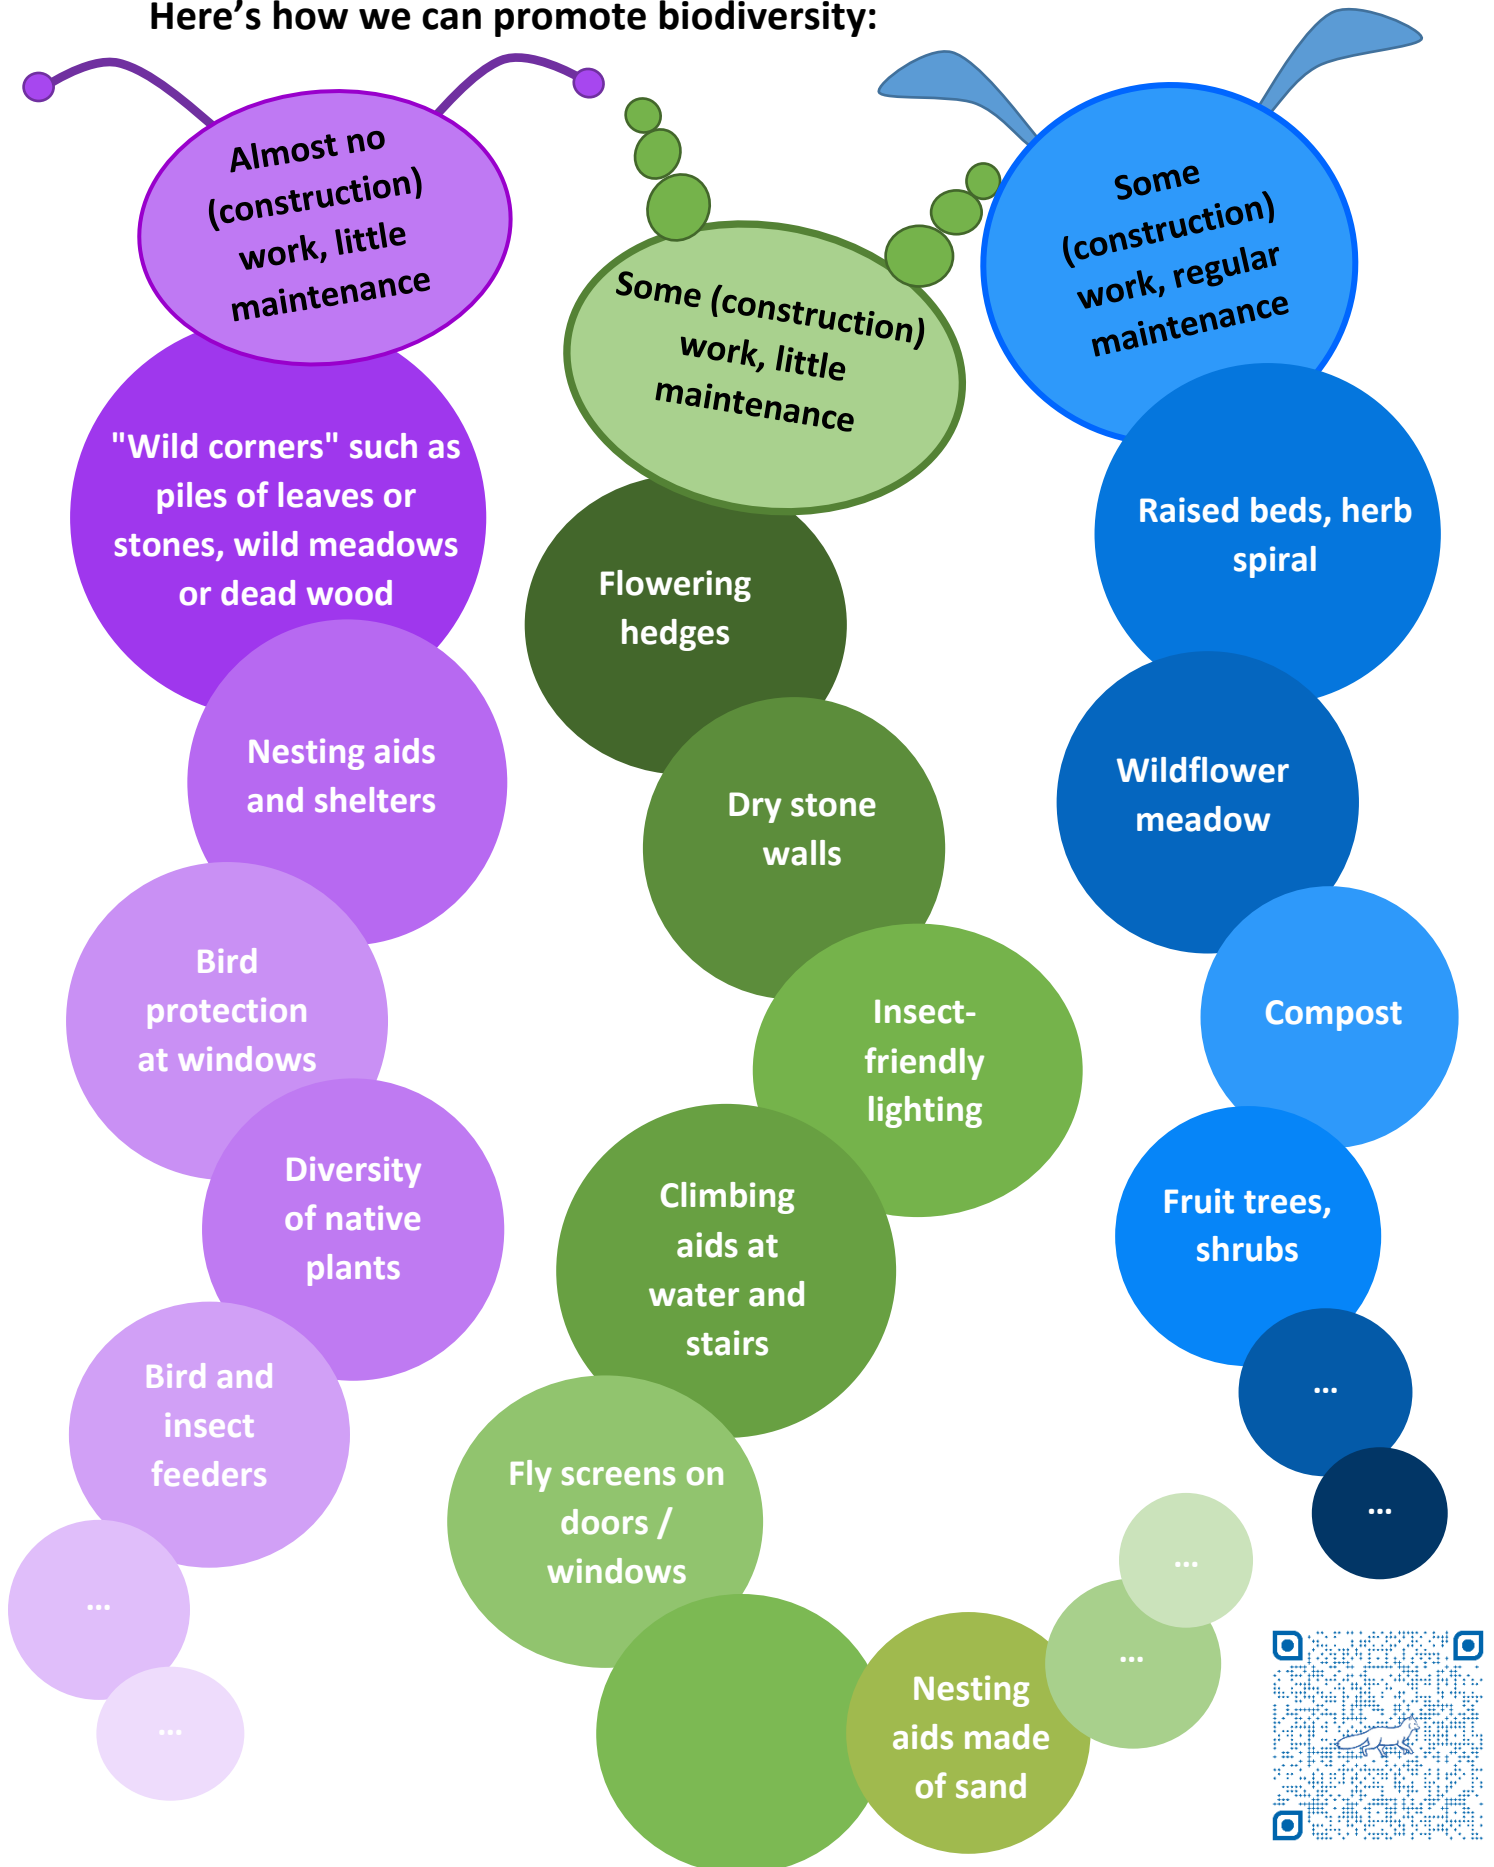 Here’s how we can promote biodiversity:
Almost no
(construction)
work, little
maintenance
"Wild corners" such as
piles of leaves or
stones, wild meadows
or dead wood
Nesting aids
and shelters
Bird
protection
at windows
Diversity
of native
plants
Bird and
insect
feeders
...
...
Some (construction)
work, little
maintenance
Flowering
hedges
Dry stone
walls
Insect-
friendly
lighting
Climbing
aids at
water and
stairs
Fly screens on
doors /
windows
Nesting
aids made
of sand
...
...
Some
(construction)
work, regular
maintenance
Raised beds, herb
spiral
Wildflower
meadow
Compost
Fruit trees,
shrubs
...
...